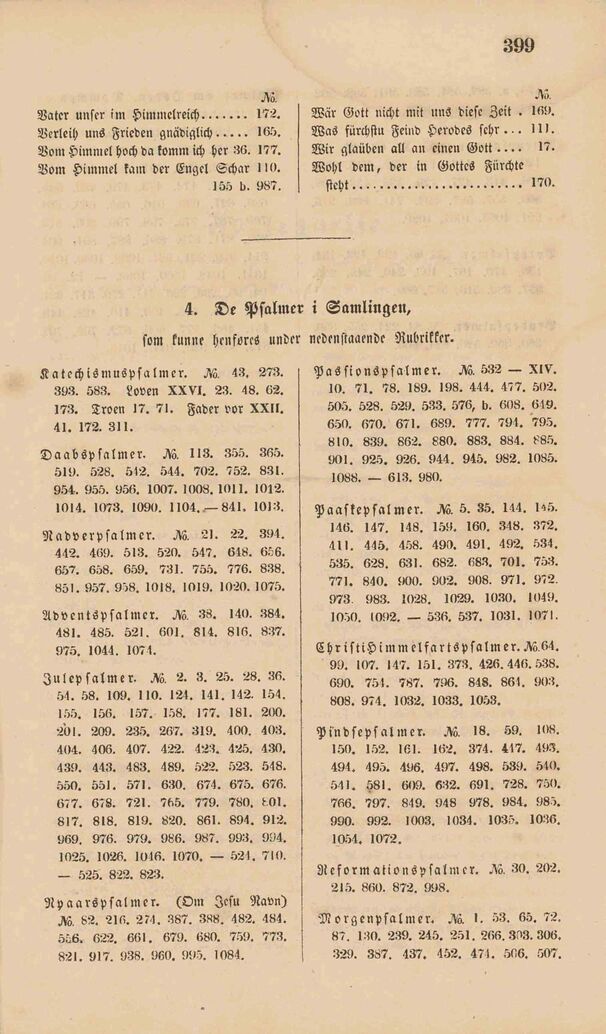 399
No.
Vater unser im Himmelreich....... 172.
Verleih uns Frieden gnädiglich..... 165.
Vom Himmel hoch da komm ich her 36. 177.
Vom Himmel kam der Engel Schar 110.
155 b. 987.
No.
Wär Gott nicht mit uns diese Zeit . 169.
Was fürchstu Feind Herodes sehr... 111.
Wir gläuben all an einen Gott.... 17.
Wohl dem, der in Gottes Fürchte
steht........................ 170.
4. De Psalmer i Samlingen,
som kunne henføres under nedenstaaende Rubrikker.
Katechismuspsalmer. No. 43. 273.
393. 583. Loven XXVI. 23. 48. 62.
173. Troen 17. 71. Fader vor XXII.
41. 172. 311.
Daabspsalmer. No. 113. 355. 365.
519. 528. 542. 544. 702. 752. 831.
954. 955. 956. 1007. 1008. 1011. 1012.
1014. 1073. 1090. 1104. — 841. 1013.
Nadverpsalmer. No. 21. 22. 394.
442. 469. 513. 520. 547. 648. 656.
657. 658. 659. 731. 755. 776. 838.
851. 957. 958. 1018. 1019. 1020. 1075.
Adventspsalmer. No. 38. 140. 384.
481. 485. 521. 601. 814. 816. 837.
975. 1044. 1074.
Julepsalmer. No. 2. 3. 25. 28. 36.
54. 58. 109. 110. 124. 141. 142. 154.
155. 156. 157. 158. 177. 181. 200.
201. 209. 235. 267. 319. 400. 403.
404. 406. 407. 422. 423. 425. 430.
439. 443. 483. 489. 522. 523. 548.
550. 551. 571. 630. 674. 675. 676.
677. 678. 721. 765. 779. 780. 801.
817. 818. 819. 820. 861. 894. 912.
969. 976. 979. 986. 987. 993. 994.
1025. 1026. 1046. 1070. — 524. 710.
— 525. 822. 823.
Nyaarspsalmer. (Om Jesu Navn)
No. 82. 216. 274. 387. 388. 482. 484.
556. 622. 661. 679. 680. 759. 773.
821. 917. 938. 960. 995. 1084.
Passionspsalmer. No. 532 — XIV.
10. 71. 78. 189. 198. 444. 477. 502.
505. 528. 529. 533. 576, b. 608. 649.
650. 670. 671. 689. 777. 794. 795.
810. 839. 862. 880. 883. 884. 885.
901. 925. 926. 944. 945. 982. 1085.
1088. — 613. 980.
Paaskepsalmer. No. 5. 35. 144. 145.
146. 147. 148. 159. 160. 348. 372.
411. 445. 458. 490. 491. 492. 534.
535. 628. 631. 682. 683. 701. 753.
771. 840. 900. 902. 908. 971. 972.
973. 983. 1028. 1029. 1030. 1049.
1050. 1092. — 536. 537. 1031. 1071.
Christi Himmelfartspsalmer. No. 64.
99. 107. 147. 151. 373. 426. 446. 538.
690. 754. 787. 796. 848. 864. 903.
808. 974. 1032. 1033. 1053.
Pindsepsalmer. No. 18. 59. 108.
150. 152. 161. 162. 374. 447. 493.
494. 495. 496. 497. 498. 539. 540.
541. 581. 609. 632. 691. 728. 750.
766. 797. 849. 948 978. 984. 985.
990. 992. 1003. 1034. 1035. 1036.
1054. 1072.
Reformationspsalmer. No. 30. 202.
215. 860. 872. 998.
Morgenpsalmer. No. 1. 53. 65. 72.
87. 130. 239. 245. 251. 266. 303. 306.
329. 387. 437. 452. 474. 506. 507.